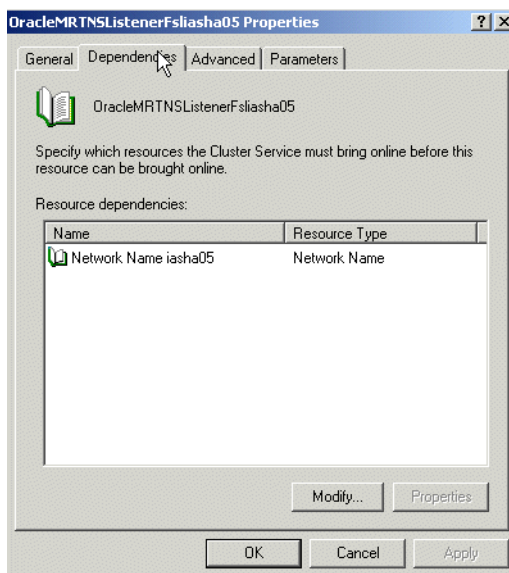 OracleMRTNSListenerFsliasha05 Properties
General Dependencies Advanced Parameters
OracleMRTNSListenerFsliasha05
Specify which resources the Cluster Service must bring online before this
resource can be brought online.
Resource dependencies:
Name Resource Type
Network Name iasha05 Network Name
Modify... Properties
OK Cancel Apply